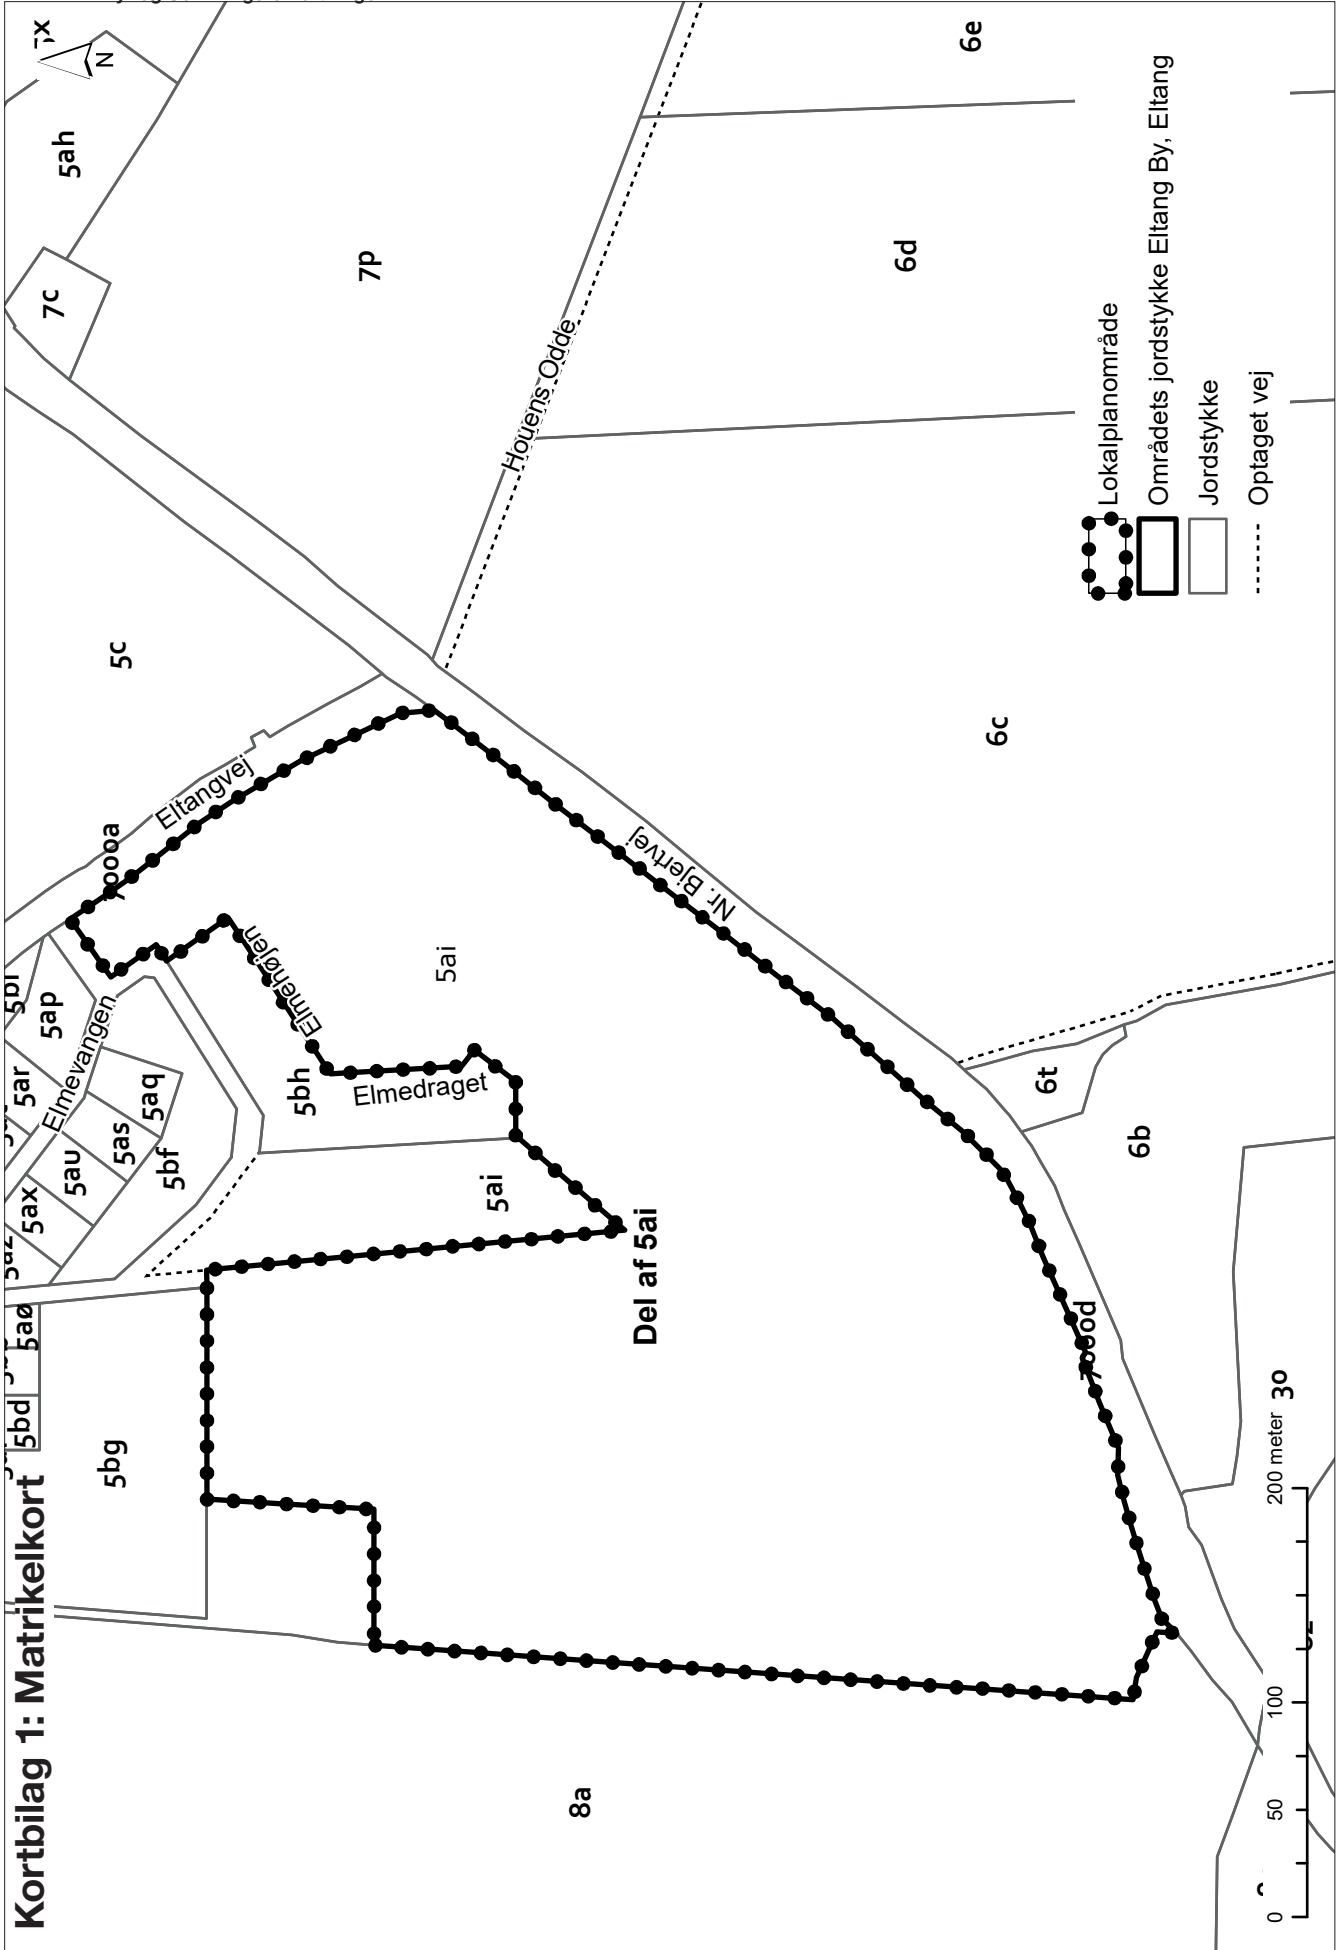 Kortbilag 1: Matrikelkort
5ah
N
7c
7p
6e
6d
5c
6c
Houens Odde
Eltangvej
Nr. Bjertvej
5ap
5ar
Elmevangen
5aq
5as
5au
5ax
5bf
5bh
Elmehøjen
Elmedraget
5ai
5ai
Del af 5ai
5aø
5bd
5bg
8a
6t
6b
3o
Lokalplanområde
Områdets jordstykke Eltang By, Eltang
Jordstykke
Optaget vej
0 50 100 200 meter